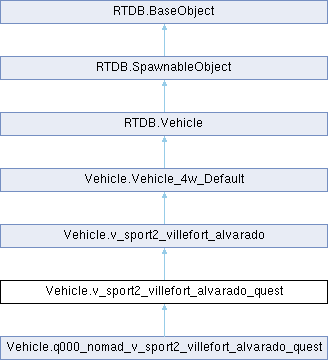 RTDB.BaseObject
RTDB.SpawnableObject
RTDB.Vehicle
Vehicle.Vehicle_4w_Default
Vehicle.v_sport2_villefort_alvarado
Vehicle.v_sport2_villefort_alvarado_quest
Vehicle.q000_nomad_v_sport2_villefort_alvarado_quest